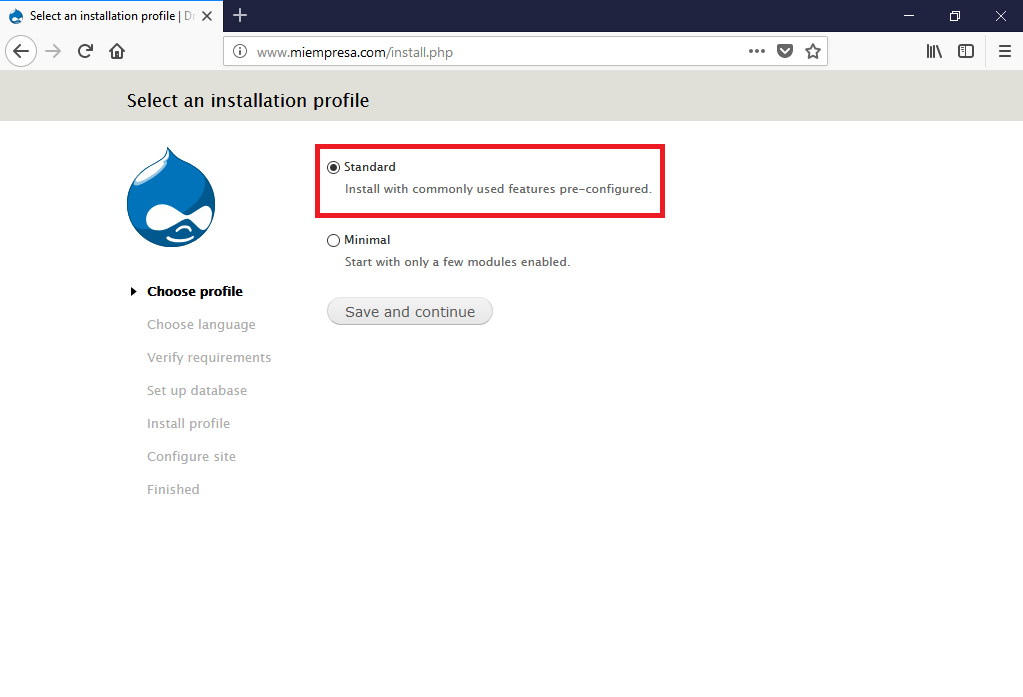 Select an installation profile | Dr
www.miempresa.com/install.php
Select an installation profile
Standard
Install with commonly used features pre-configured.
Minimal
Start with only a few modules enabled.
Save and continue
Choose profile
Choose language
Verify requirements
Set up database
Install profile
Configure site
Finished